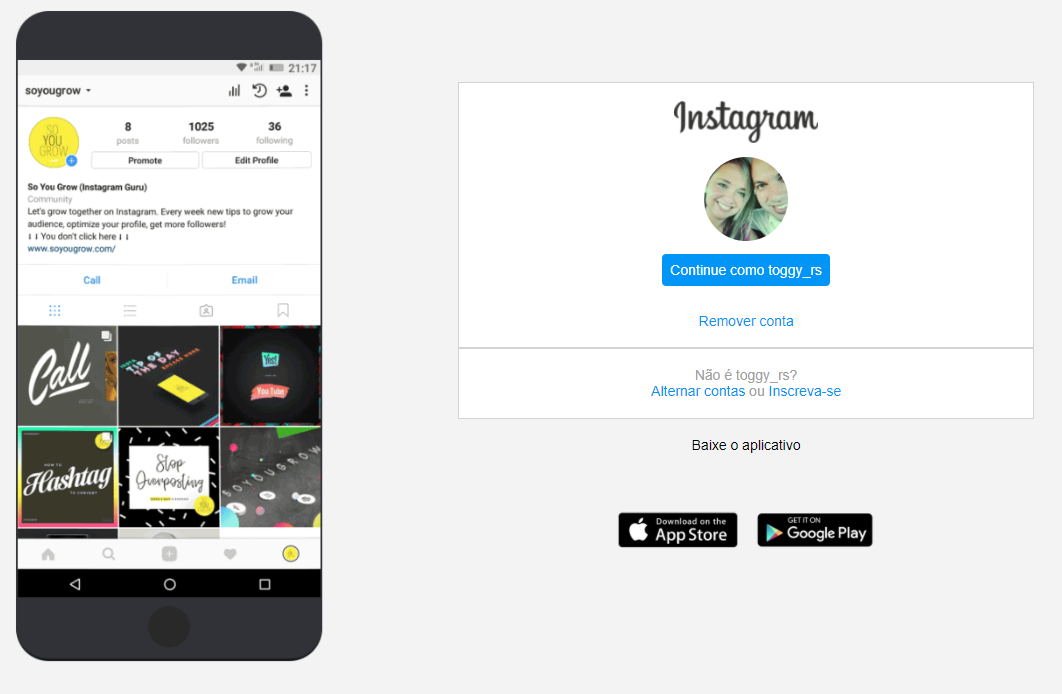 21:17
soyougrow
8 1025 36
posts followers following
Promote Edit Profile
SO
YOU
GROW
So You Grow (Instagram Guru)
Community
Let's grow together on Instagram. Every week new tips to grow your
audience, optimize your profile, get more followers!
↓ ↓ You don't click here ↓ ↓
www.soyougrow.com/
Call Email
Call
TIP OF
THE DAY
Yes!
YouTube
HOW TO
Hashtag
TO CONVERT
Stop
Overposting
SOYOUGROW
Instagram
Continue como toggy_rs
Remover conta
Não é toggy_rs?
Alternar contas ou Inscreva-se
Baixe o aplicativo
Download on the
App Store
GET IT ON
Google Play